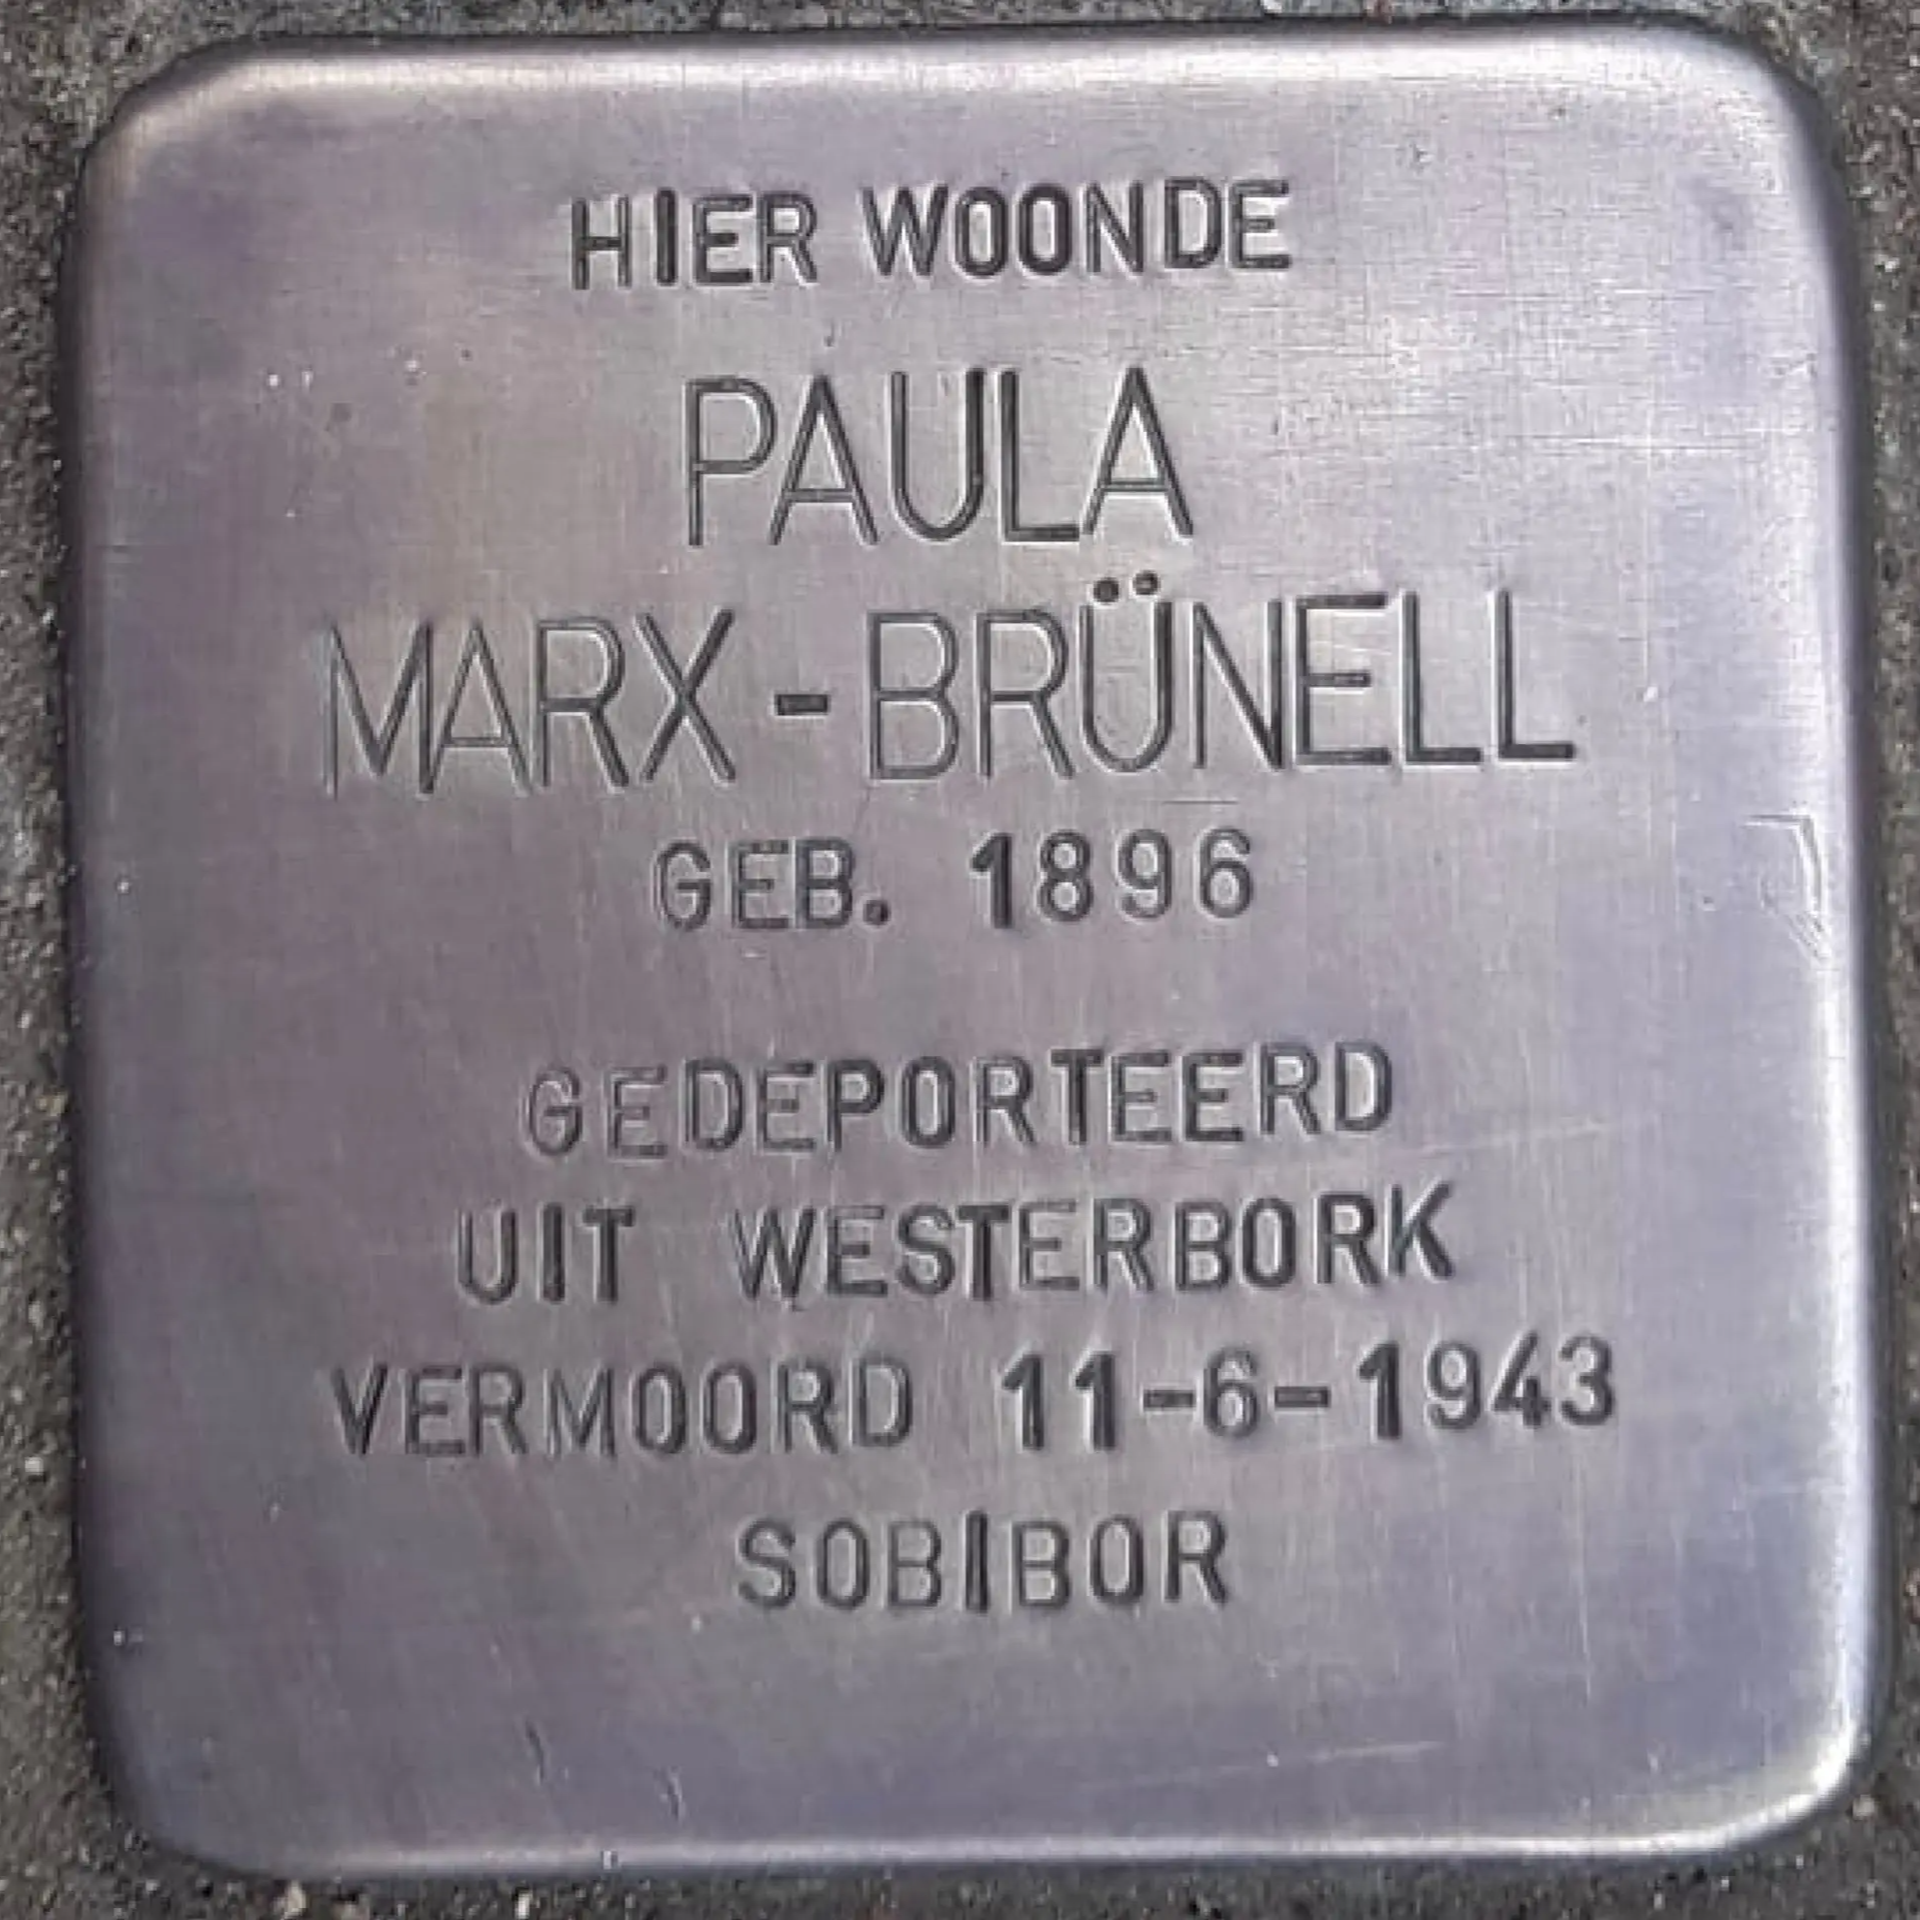 HIER WOONDE
PAULA
MARX-BRÜNELL
GEB. 1896
GEDEPORTEERD
UIT WESTERBORK
VERMOORD 11-6-1943
SOBIBOR